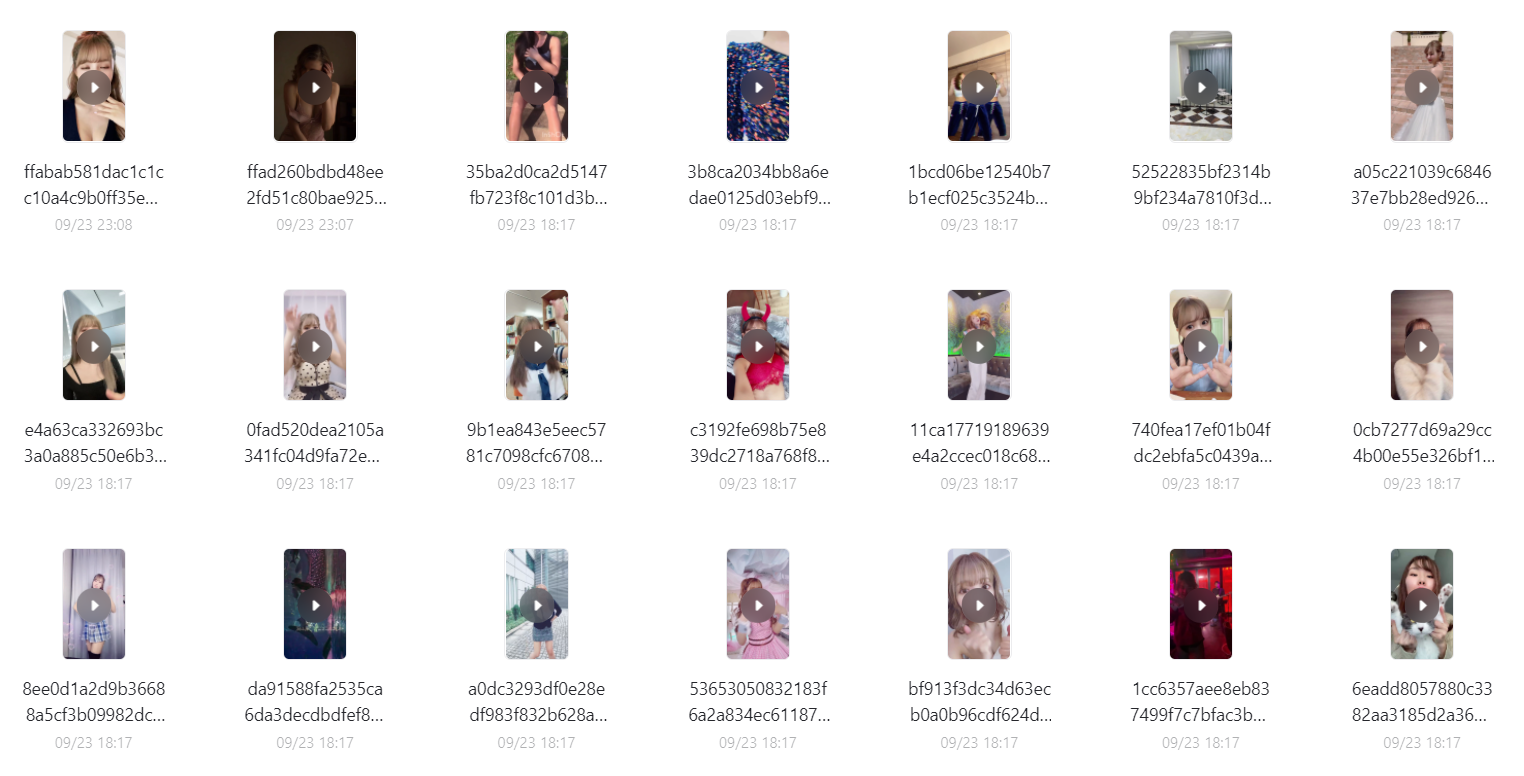 ffabab581dac1c1c
c10a4c9b0ff35e...
09/23 23:08
ffad260bdbd48ee
2fd51c80bae925...
09/23 23:07
35ba2d0ca2d5147
fb723f8c101d3b...
09/23 18:17
3b8ca2034bb8a6e
dae0125d03ebf9...
09/23 18:17
1bcd06be12540b7
b1ecf025c3524b...
09/23 18:17
52522835bf2314b
9bf234a7810f3d...
09/23 18:17
a05c221039c6846
37e7bb28ed926...
09/23 18:17
e4a63ca332693bc
3a0a885c50e6b3...
09/23 18:17
0fad520dea2105a
341fc04d9fa72e...
09/23 18:17
9b1ea843e5eec57
81c7098cfc6708...
09/23 18:17
c3192fe698b75e8
39dc2718a768f8...
09/23 18:17
11ca17719189639
e4a2ccec018c68...
09/23 18:17
740fea17ef01b04f
dc2ebfa5c0439a...
09/23 18:17
0cb7277d69a29cc
4b00e55e326bf1...
09/23 18:17
8ee0d1a2d9b3668
8a5cf3b09982dc...
09/23 18:17
da91588fa2535ca
6da3decdbdfef8...
09/23 18:17
a0dc3293df0e28e
df983f832b628a...
09/23 18:17
53653050832183f
6a2a834ec61187...
09/23 18:17
bf913f3dc34d63ec
b0a0b96cdf624d...
09/23 18:17
1cc6357aee8eb83
7499f7c7bfac3b...
09/23 18:17
6eadd8057880c33
82aa3185d2a36...
09/23 18:17